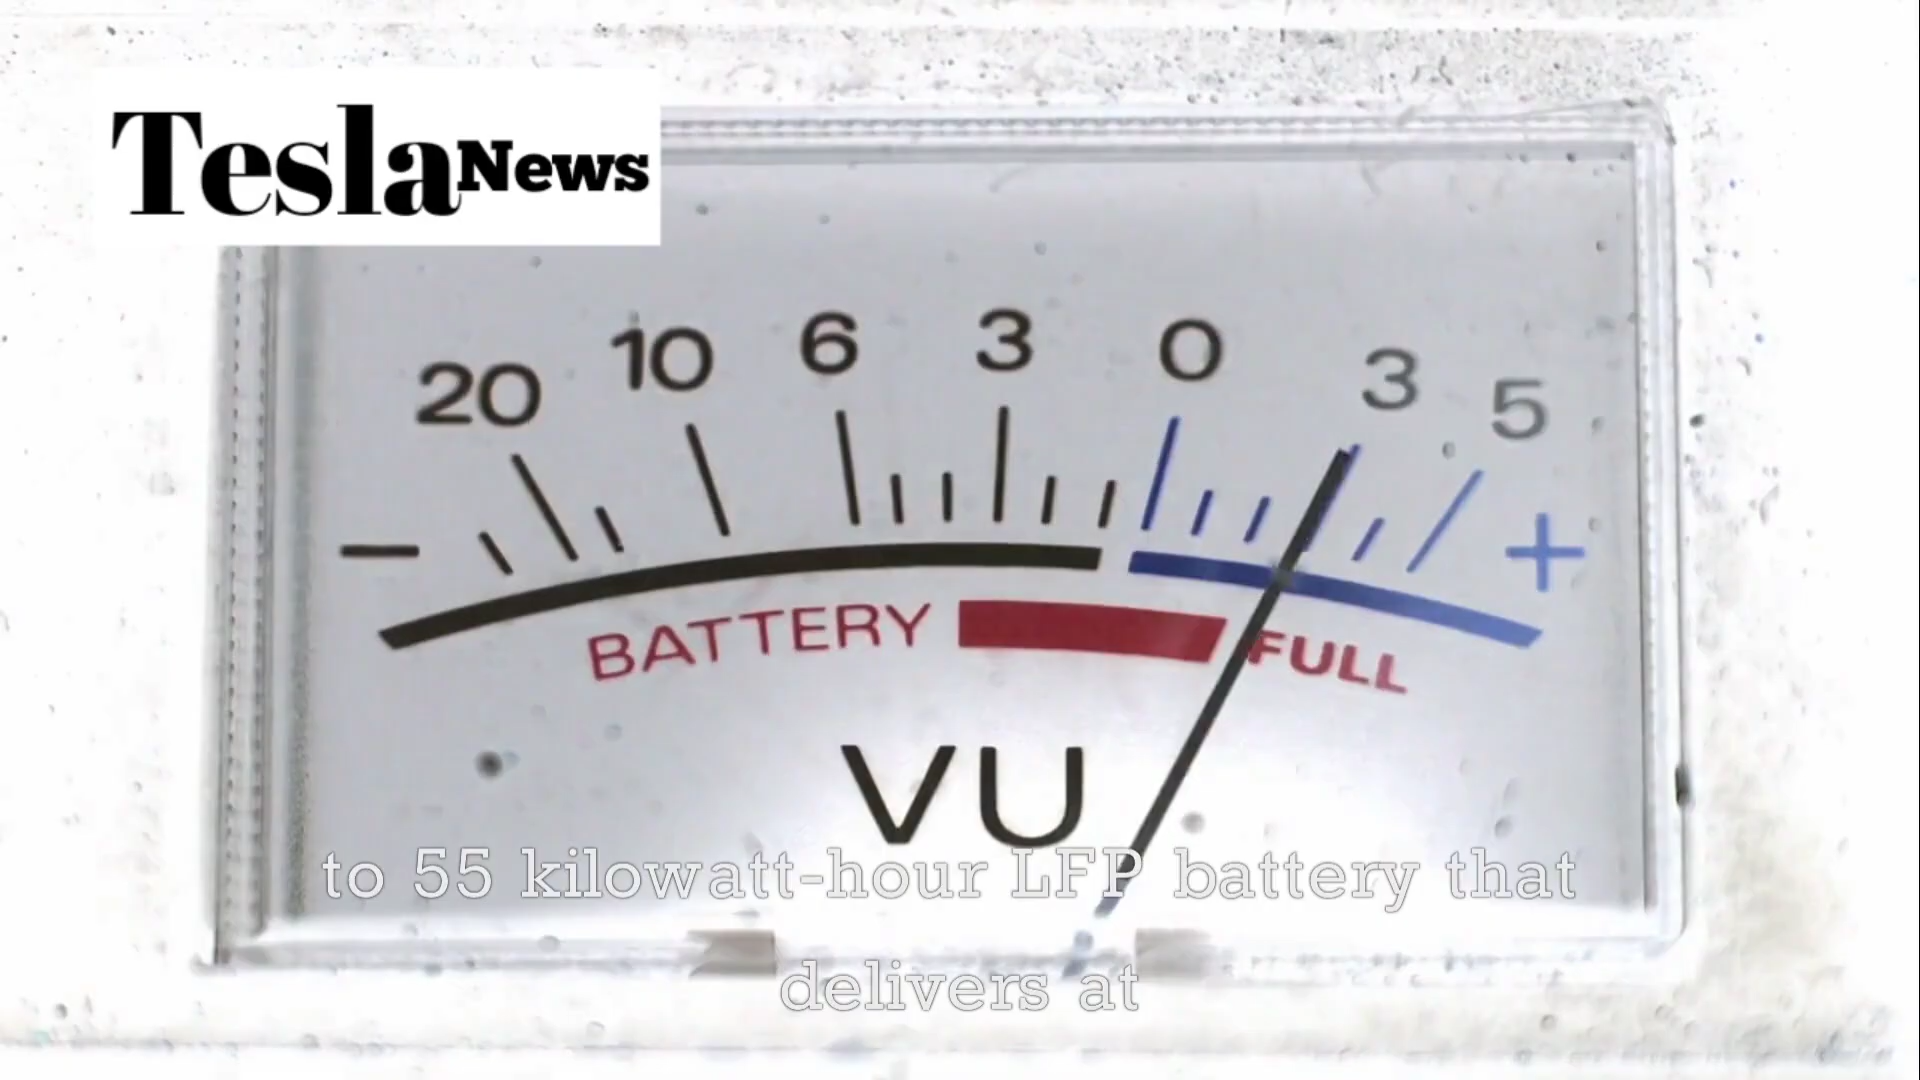 Tesla News
20 10 6 3 0 3 5
− +
BATTERY FULL
VU
to 55 kilowatt-hour LFP battery that
delivers at